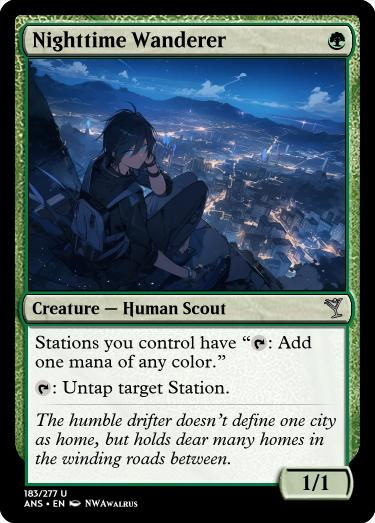 Nighttime Wanderer
Creature — Human Scout
Stations you control have “: Add
one mana of any color.”
: Untap target Station.
The humble drifter doesn’t define one city
as home, but holds dear many homes in
the winding roads between.
1/1
183/277 U
ANS • EN NWAwalrus